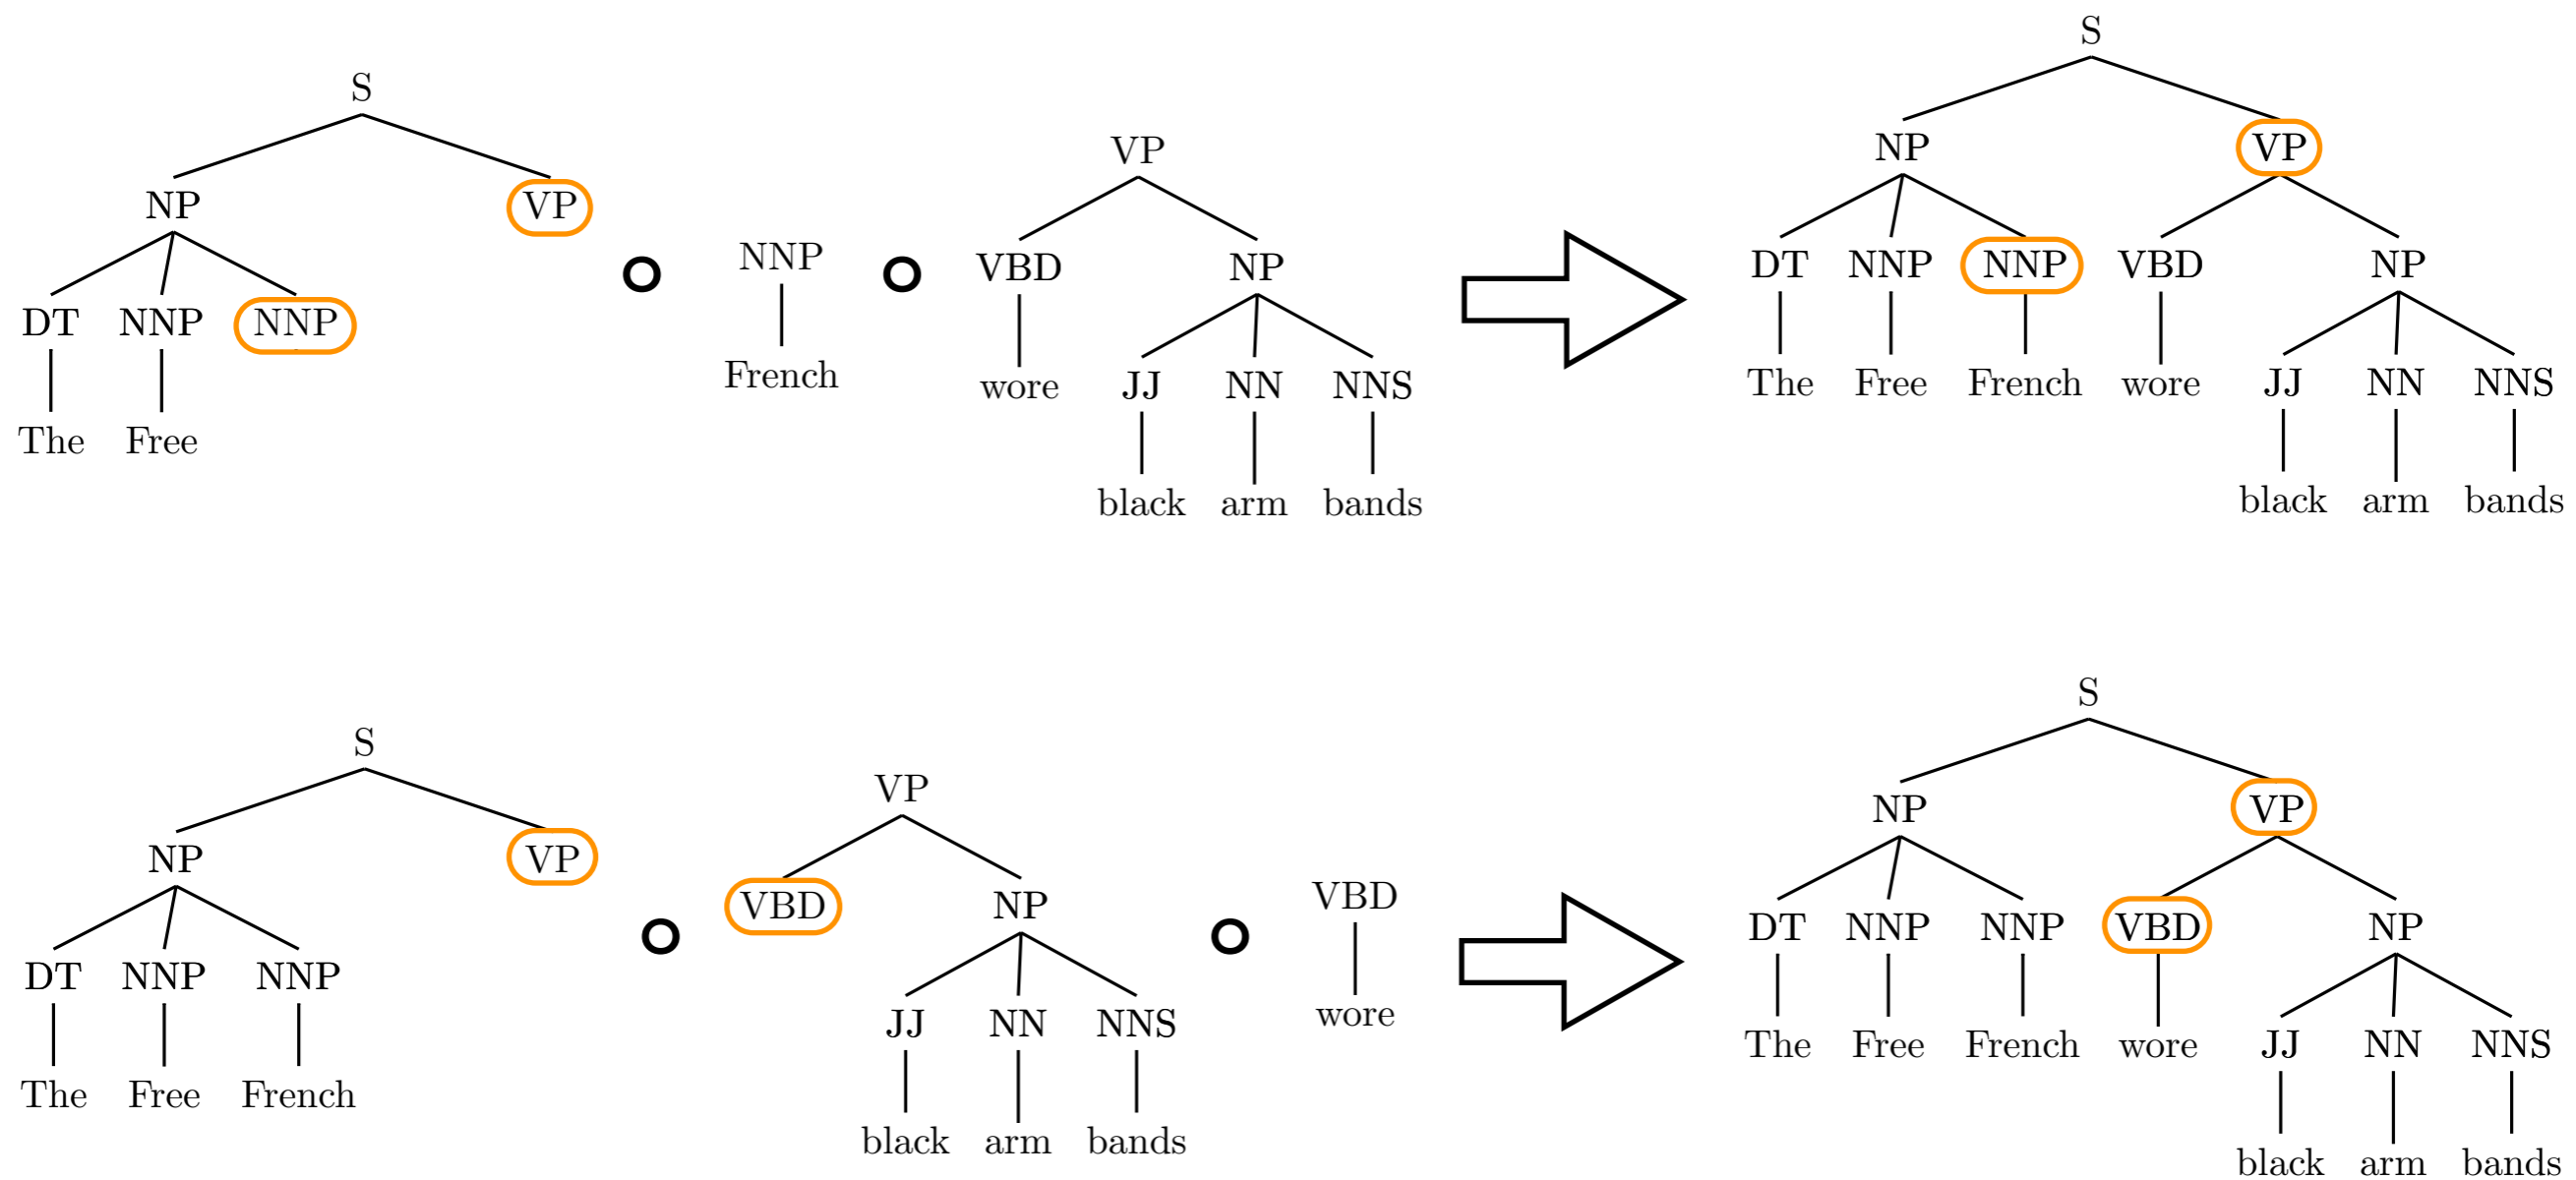 S
NP VP
DT NNP NNP
The Free
NNP
French
VP
VBD NP
wore JJ NN NNS
black arm bands
S
NP VP
DT NNP NNP VBD NP
The Free French wore JJ NN NNS
black arm bands
S
NP VP
DT NNP NNP
The Free French
VP
VBD NP
JJ NN NNS
black arm bands
VBD
wore
S
NP VP
DT NNP NNP VBD NP
The Free French wore JJ NN NNS
black arm bands